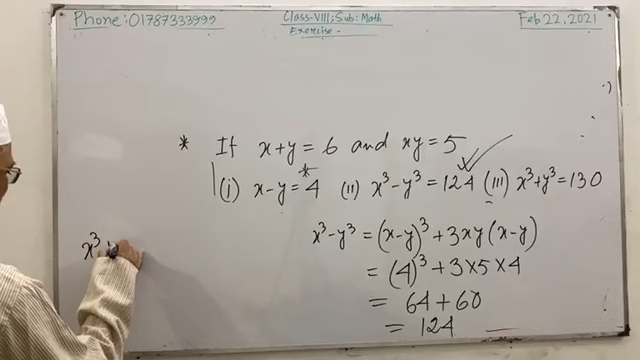 Phone: 01787333999 Class-VIII; Sub: Math Feb 22, 2021
Exercise-
* If x+y = 6 and xy = 5
(i) x-y = 4 (ii) x³-y³ = 124 (iii) x³+y³ = 130
x³-y³ = (x-y)³ + 3xy(x-y)
= (4)³ + 3×5×4
= 64 + 60
= 124
x³